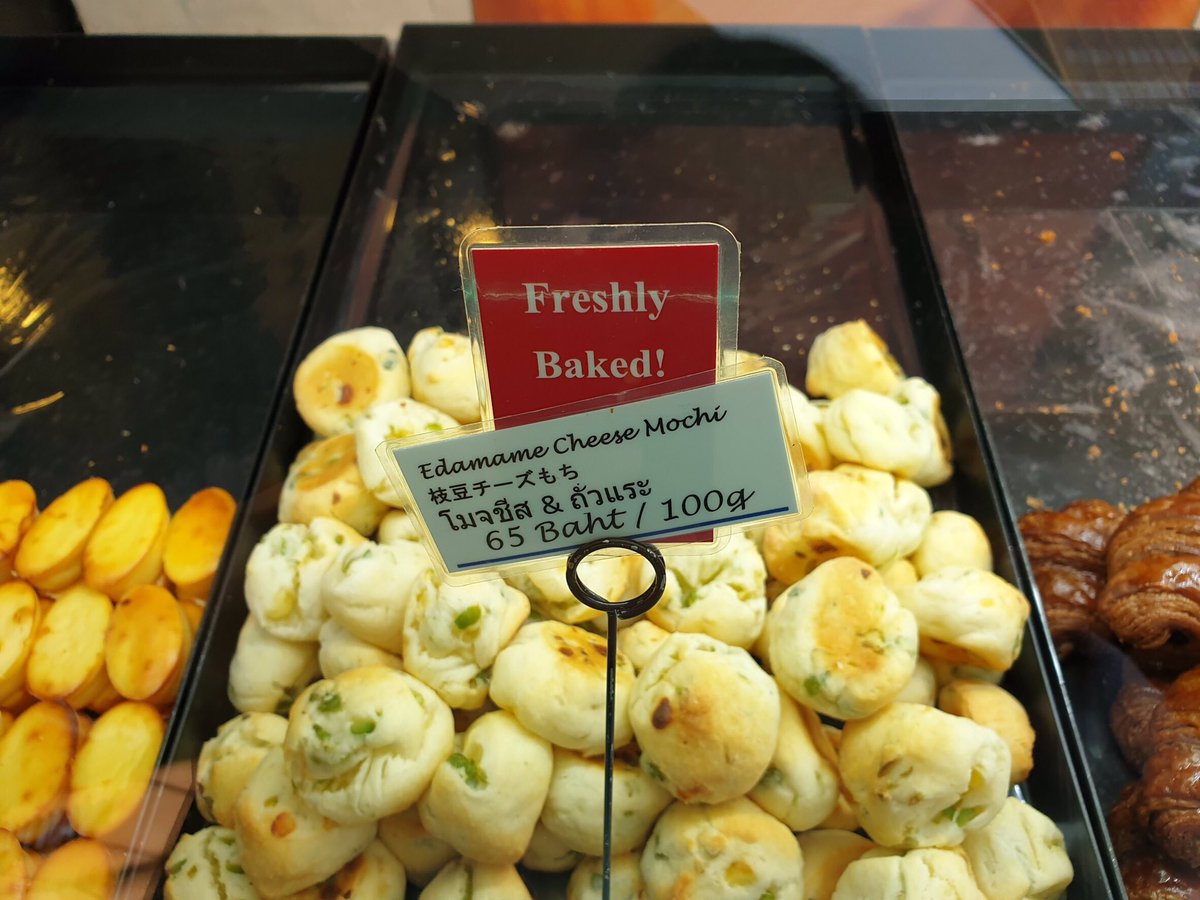 Freshly
Baked!
Edamame Cheese Mochi
枝豆チーズもち
โมจชีส & ถั่วแระ
65 Baht / 100g